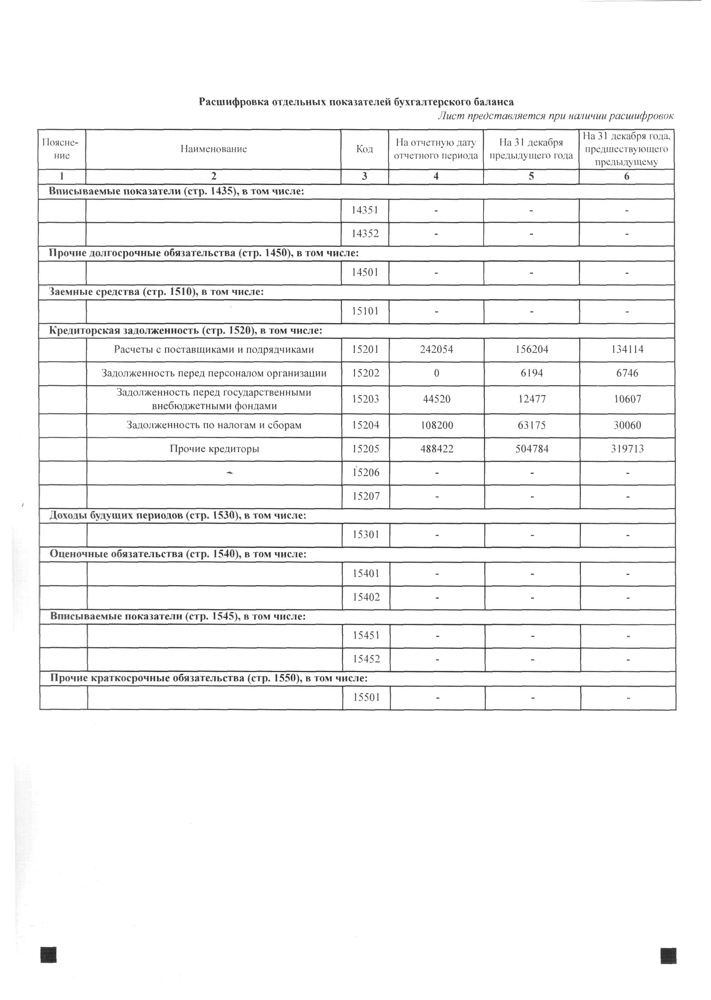 Расшифровка отдельных показателей бухгалтерского баланса
Лист представляется при наличии расшифровок
Поясне-
ние
Наименование
Код
На отчетную дату
отчетного периода
На 31 декабря
предыдущего года
На 31 декабря года,
предшествующего
предыдущему
1 2 3 4 5 6
Вписываемые показатели (стр. 1435), в том числе:
14351 - - -
14352 - - -
Прочие долгосрочные обязательства (стр. 1450), в том числе:
14501 - - -
Заемные средства (стр. 1510), в том числе:
15101 - - -
Кредиторская задолженность (стр. 1520), в том числе:
Расчеты с поставщиками и подрядчиками 15201 242054 156204 134114
Задолженность перед персоналом организации 15202 0 6194 6746
Задолженность перед государственными
внебюджетными фондами 15203 44520 12477 10607
Задолженность по налогам и сборам 15204 108200 63175 30060
Прочие кредиторы 15205 488422 504784 319713
15206 - - -
15207 - - -
Доходы будущих периодов (стр. 1530), в том числе:
15301 - - -
Оценочные обязательства (стр. 1540), в том числе:
15401 - - -
15402 - - -
Вписываемые показатели (стр. 1545), в том числе:
15451 - - -
15452 - - -
Прочие краткосрочные обязательства (стр. 1550), в том числе:
15501 - - -